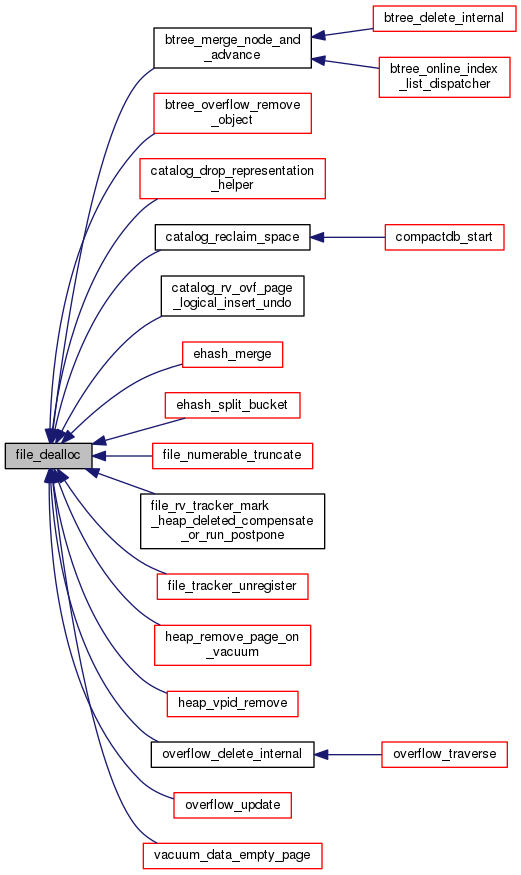 btree_delete_internal
btree_merge_node_and
_advance
btree_online_index
_list_dispatcher
btree_overflow_remove
_object
catalog_drop_representation
_helper
catalog_reclaim_space
compactdb_start
catalog_rv_ovf_page
_logical_insert_undo
ehash_merge
ehash_split_bucket
file_dealloc
file_numerable_truncate
file_rv_tracker_mark
_heap_deleted_compensate
_or_run_postpone
file_tracker_unregister
heap_remove_page_on
_vacuum
heap_vpid_remove
overflow_delete_internal
overflow_traverse
overflow_update
vacuum_data_empty_page